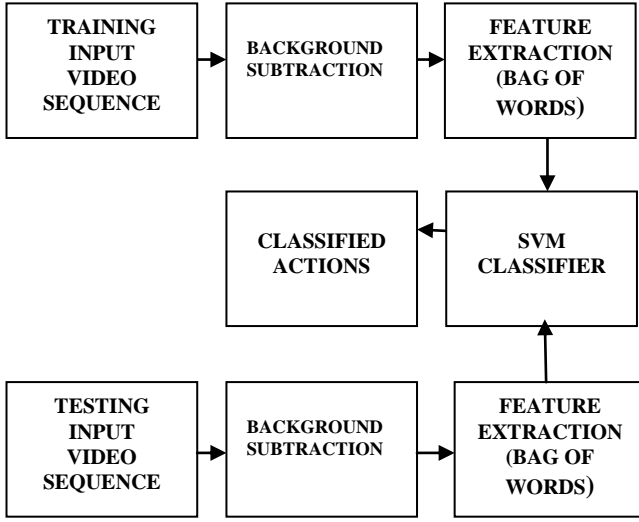 TRAINING
INPUT
VIDEO
SEQUENCE
BACKGROUND
SUBTRACTION
FEATURE
EXTRACTION
(BAG OF
WORDS)
CLASSIFIED
ACTIONS
SVM
CLASSIFIER
TESTING
INPUT
VIDEO
SEQUENCE
BACKGROUND
SUBTRACTION
FEATURE
EXTRACTION
(BAG OF
WORDS)